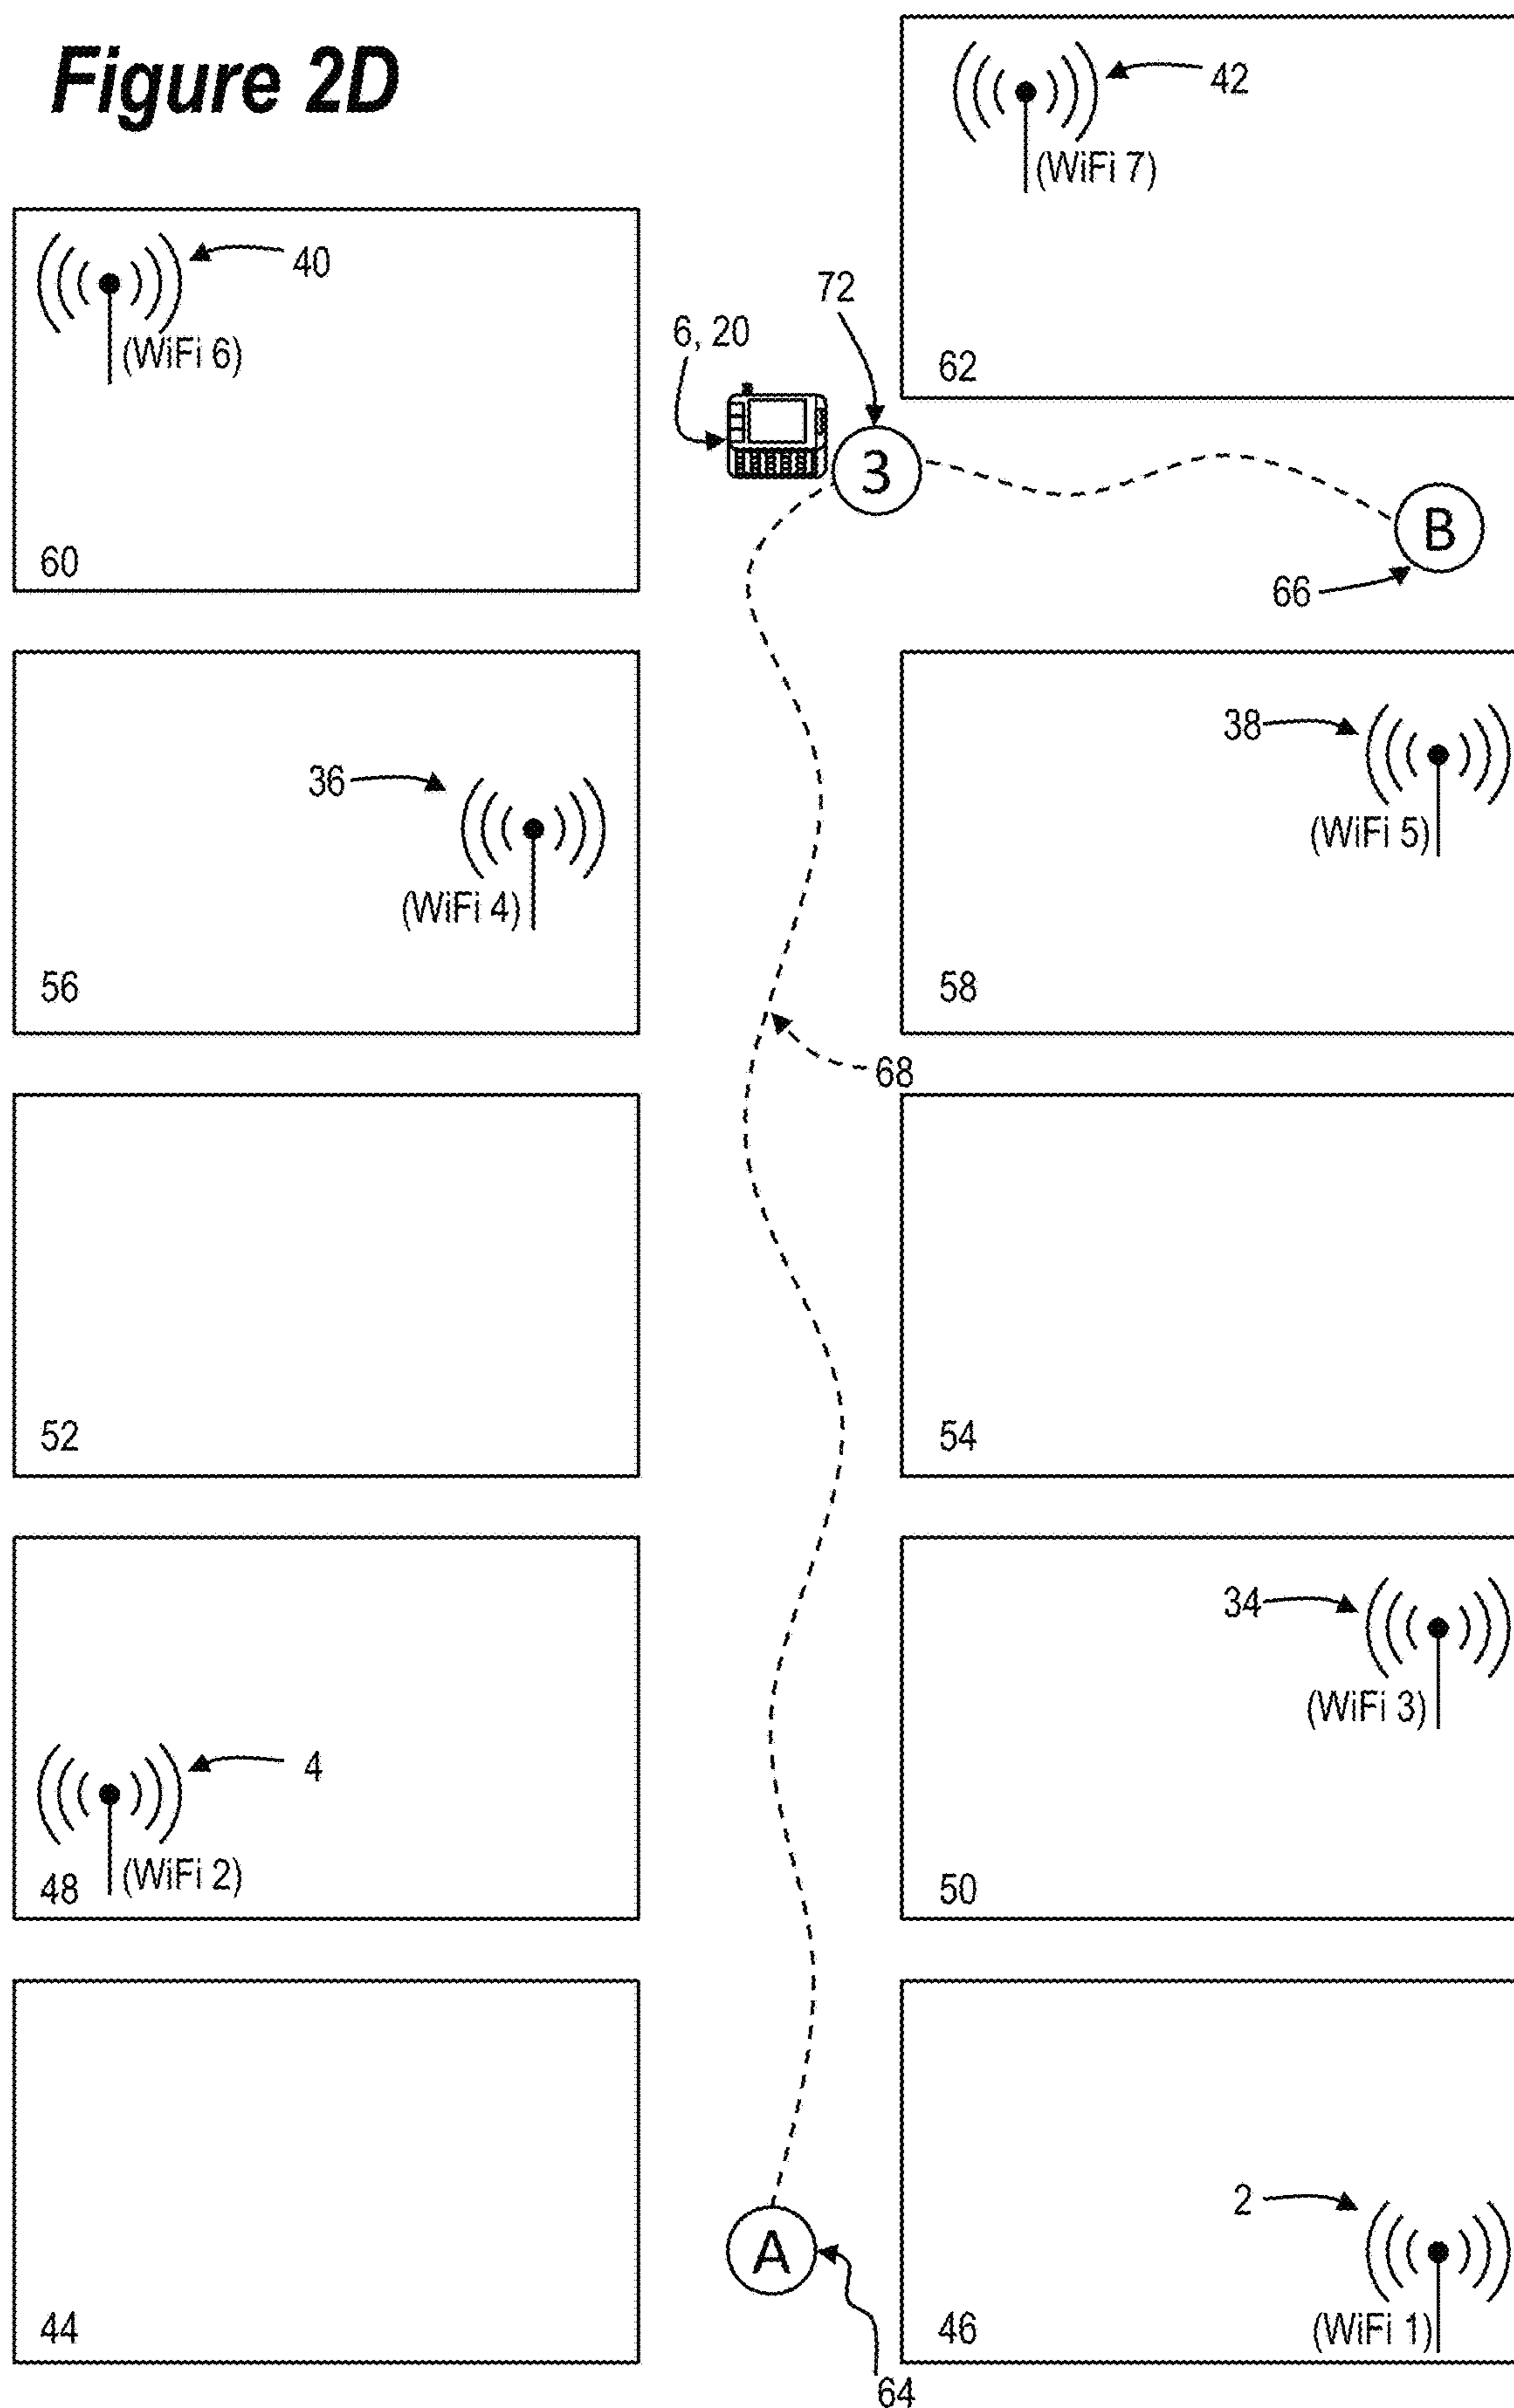 Figure 2D
42
(WiFi 7)
40
(WiFi 6)
72
6, 20
62
3
B
60
66
38
36
(WiFi 5)
(WiFi 4)
56
58
68
52
54
34
(WiFi 3)
4
48
(WiFi 2)
50
2
A
44
46
(WiFi 1)
64